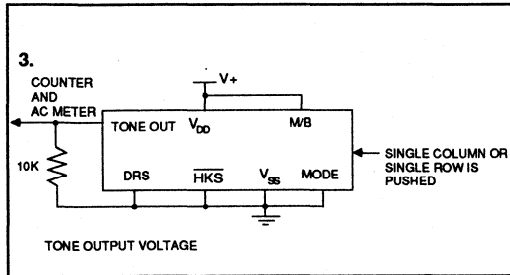 3.
COUNTER
AND
AC METER
V+
TONE OUT
VDD
M/B
10K
DRS
HKS
VSS
MODE
SINGLE COLUMN OR
SINGLE ROW IS
PUSHED
TONE OUTPUT VOLTAGE